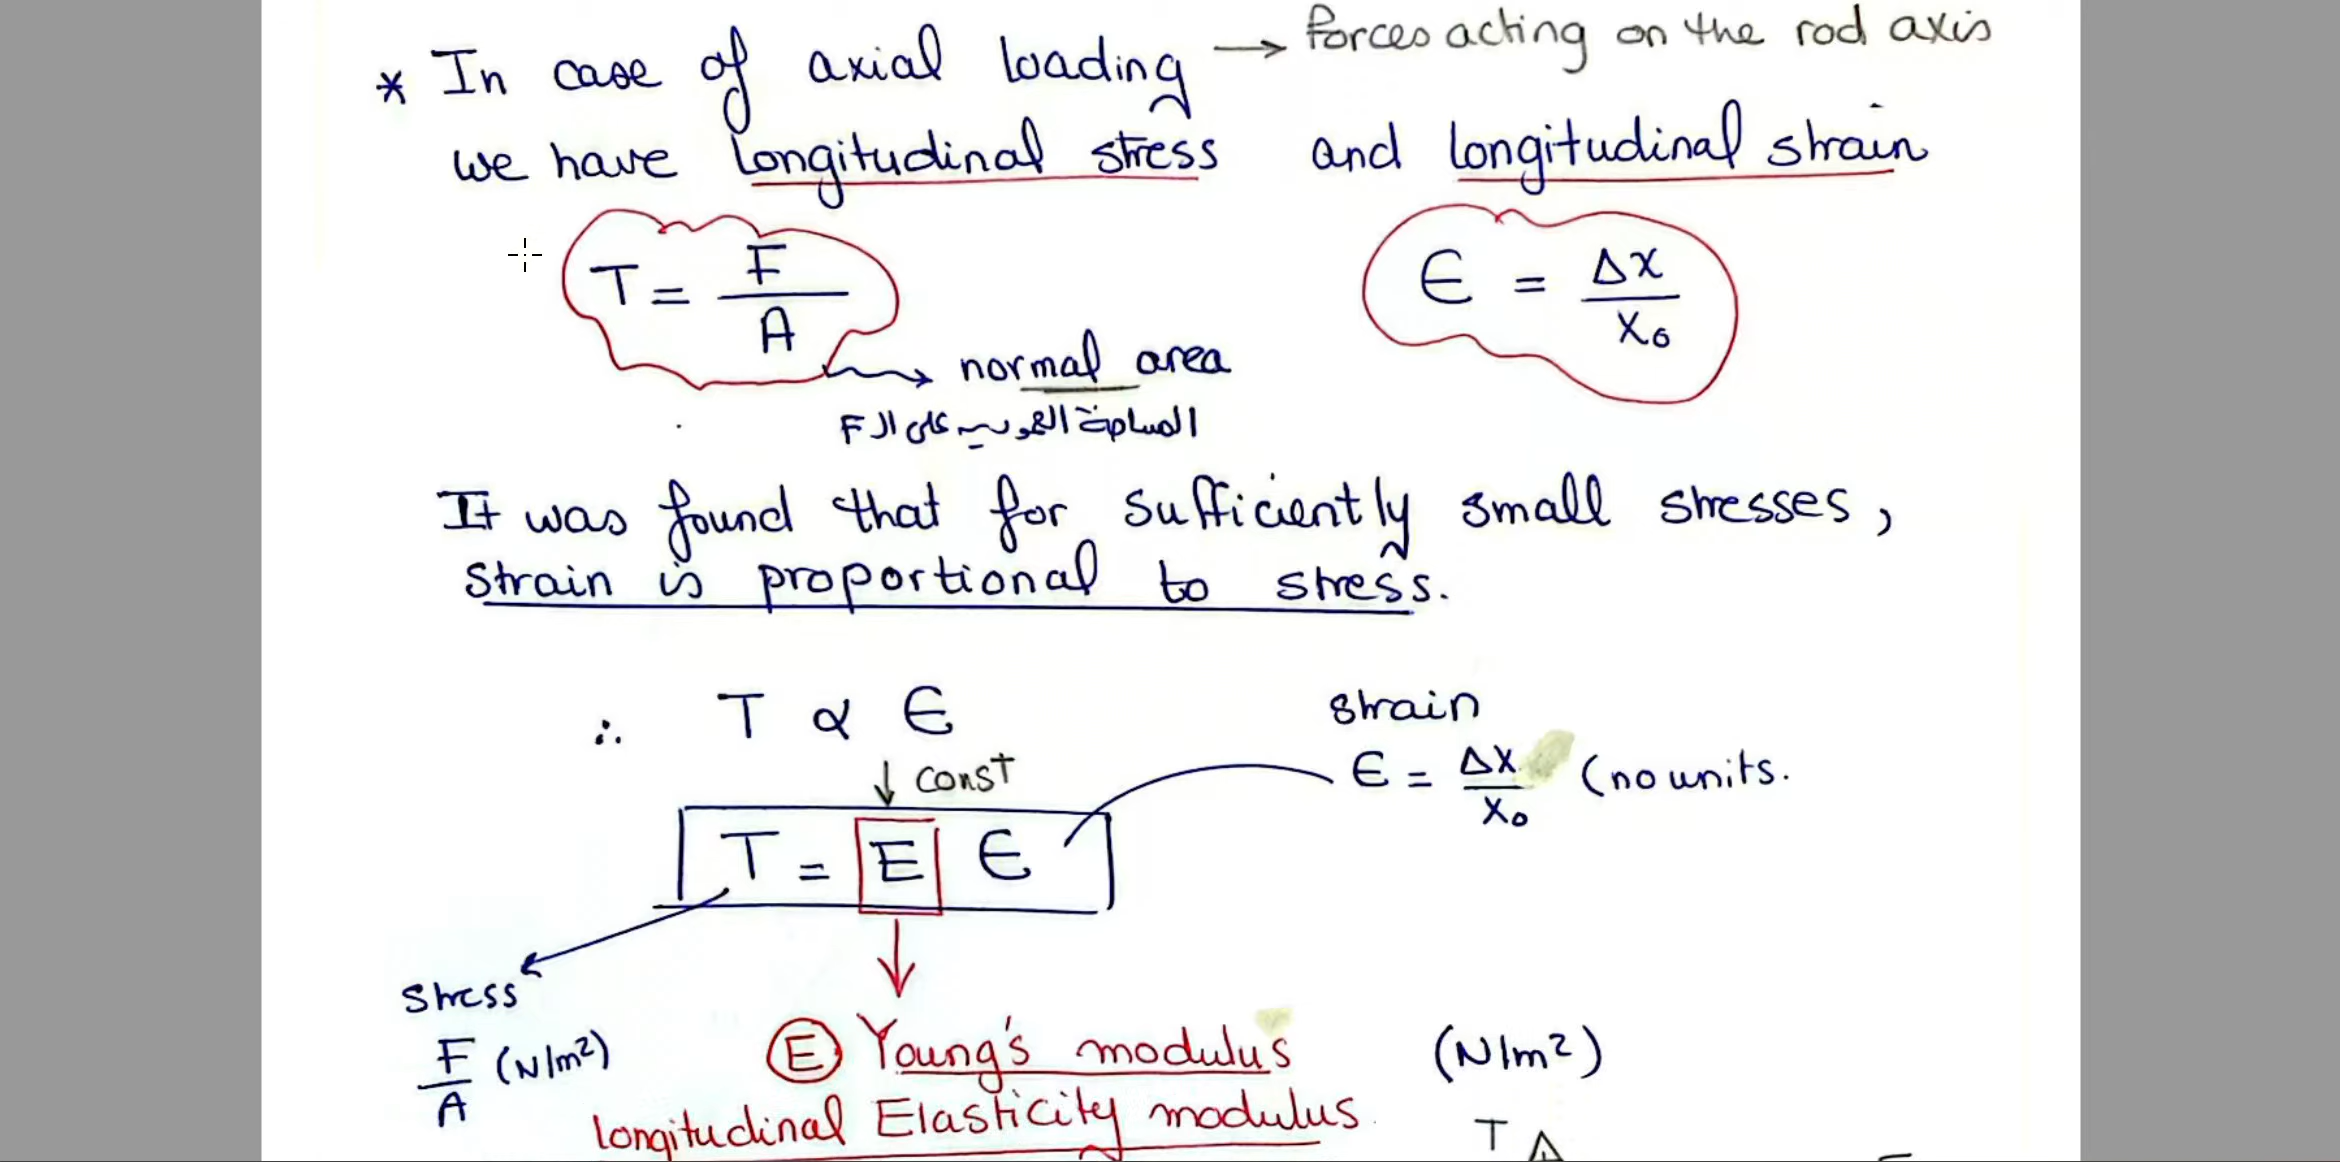 → forces acting on the rod axis
* In case of axial loading
we have longitudinal stress and longitudinal strain
T = F/A
ϵ = Δx/x₀
→ normal area
المساحة العمودية على الـ F
It was found that for sufficiently small stresses,
strain is proportional to stress.
∴ T α ϵ
↓ const
strain
ϵ = Δx/x₀ (no units.
T = E ϵ
stress
F/A (N/m²)
E Young's modulus (N/m²)
longitudinal Elasticity modulus
T